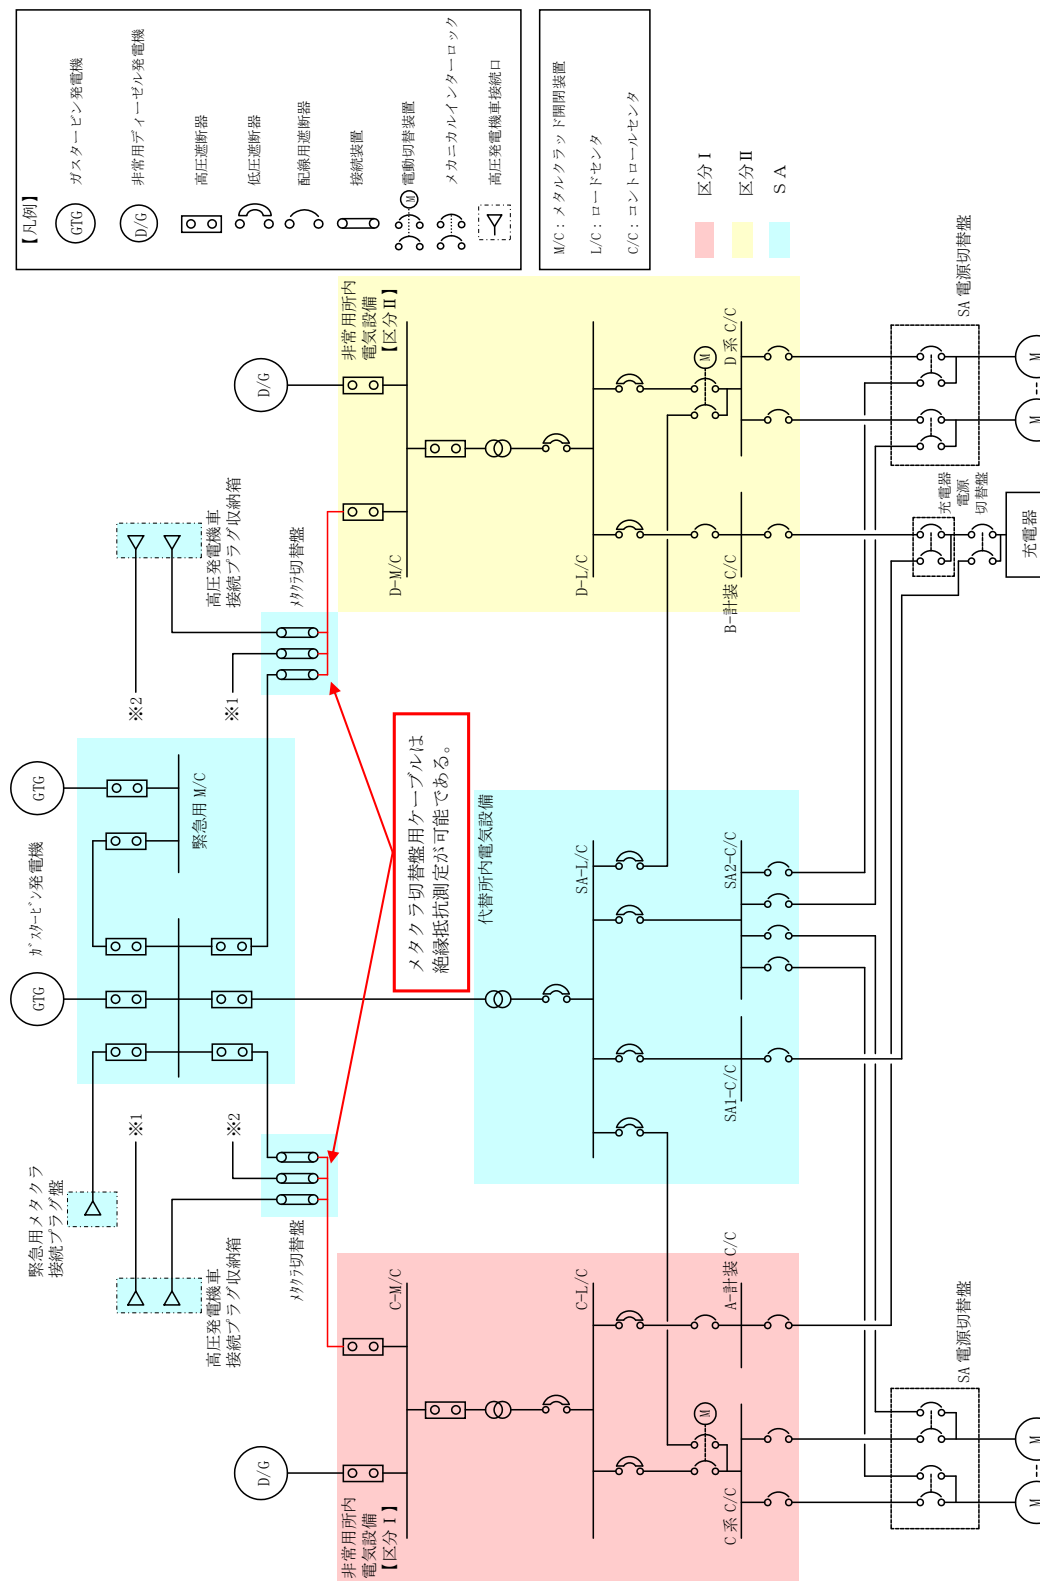 【凡例】
GTG
ガスタービン発電機
D/G
非常用ディーゼル発電機
高圧遮断器
低圧遮断器
配線用遮断器
接続装置
M
電動切替装置
メカニカルインターロック
高圧発電機車接続口
M/C：メタルクラッド開閉装置
L/C：ロードセンタ
C/C：コントロールセンタ
区分Ⅰ
区分Ⅱ
SA
緊急用メタクラ
接続プラグ盤
GTG
ガスタービン発電機
GTG
緊急用 M/C
※1
※2
高圧発電機車
接続プラグ収納箱
メタクラ切替盤
※2
※1
高圧発電機車
接続プラグ収納箱
メタクラ切替盤
メタクラ切替盤用ケーブルは
絶縁抵抗測定が可能である。
D/G
非常用所内
電気設備
【区分Ⅰ】
C-M/C
C-L/C
M
C系 C/C
A-計装 C/C
代替所内電気設備
SA-L/C
SA1-C/C
SA2-C/C
D/G
非常用所内
電気設備
【区分Ⅱ】
D-M/C
D-L/C
M
B-計装 C/C
D系 C/C
SA 電源切替盤
M
M
充電器
電源
切替盤
充電器
SA 電源切替盤
M
M